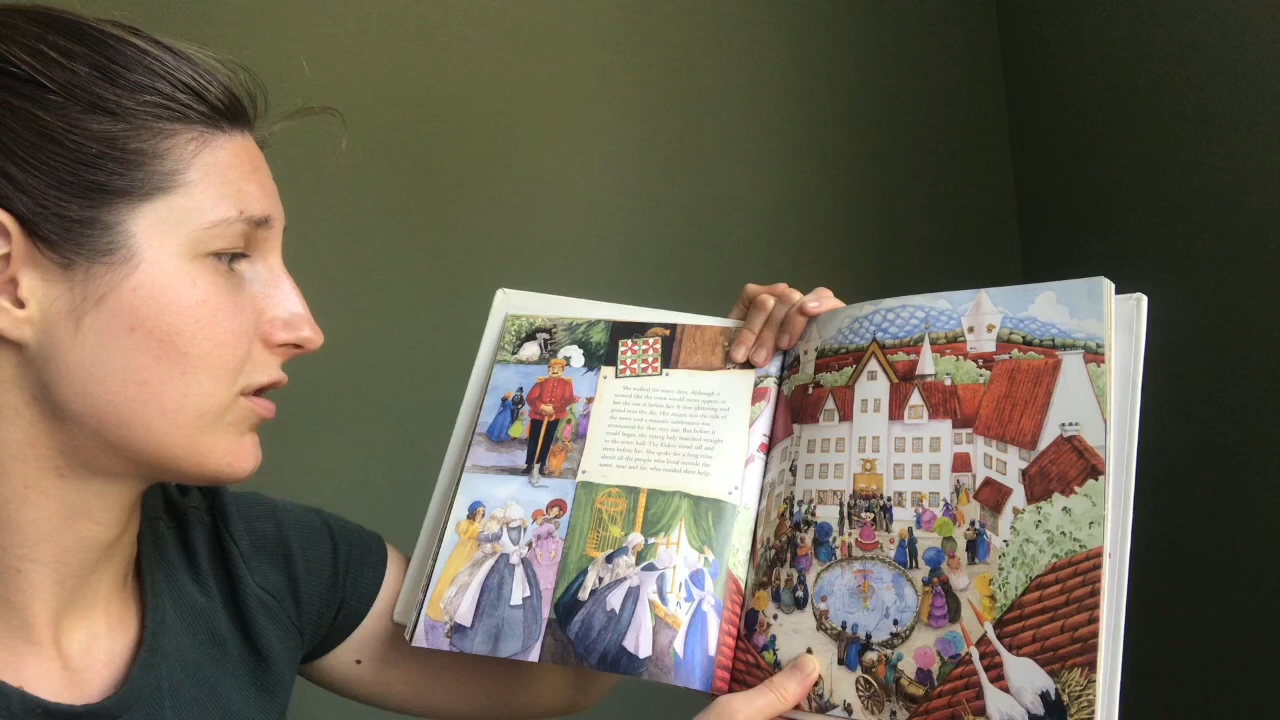 She walked for many days. Although it
seemed like the town would never appear, at
last she saw it before her. It rose glittering and
grand into the sky. Her return was the talk of
the town and a majestic celebration was
announced for that very day. But before it
could begin, the young lady marched straight
to the town hall. The Elders stood tall and
stern before her. She spoke for a long time
about all the people who lived outside the
town, near and far, who needed their help.